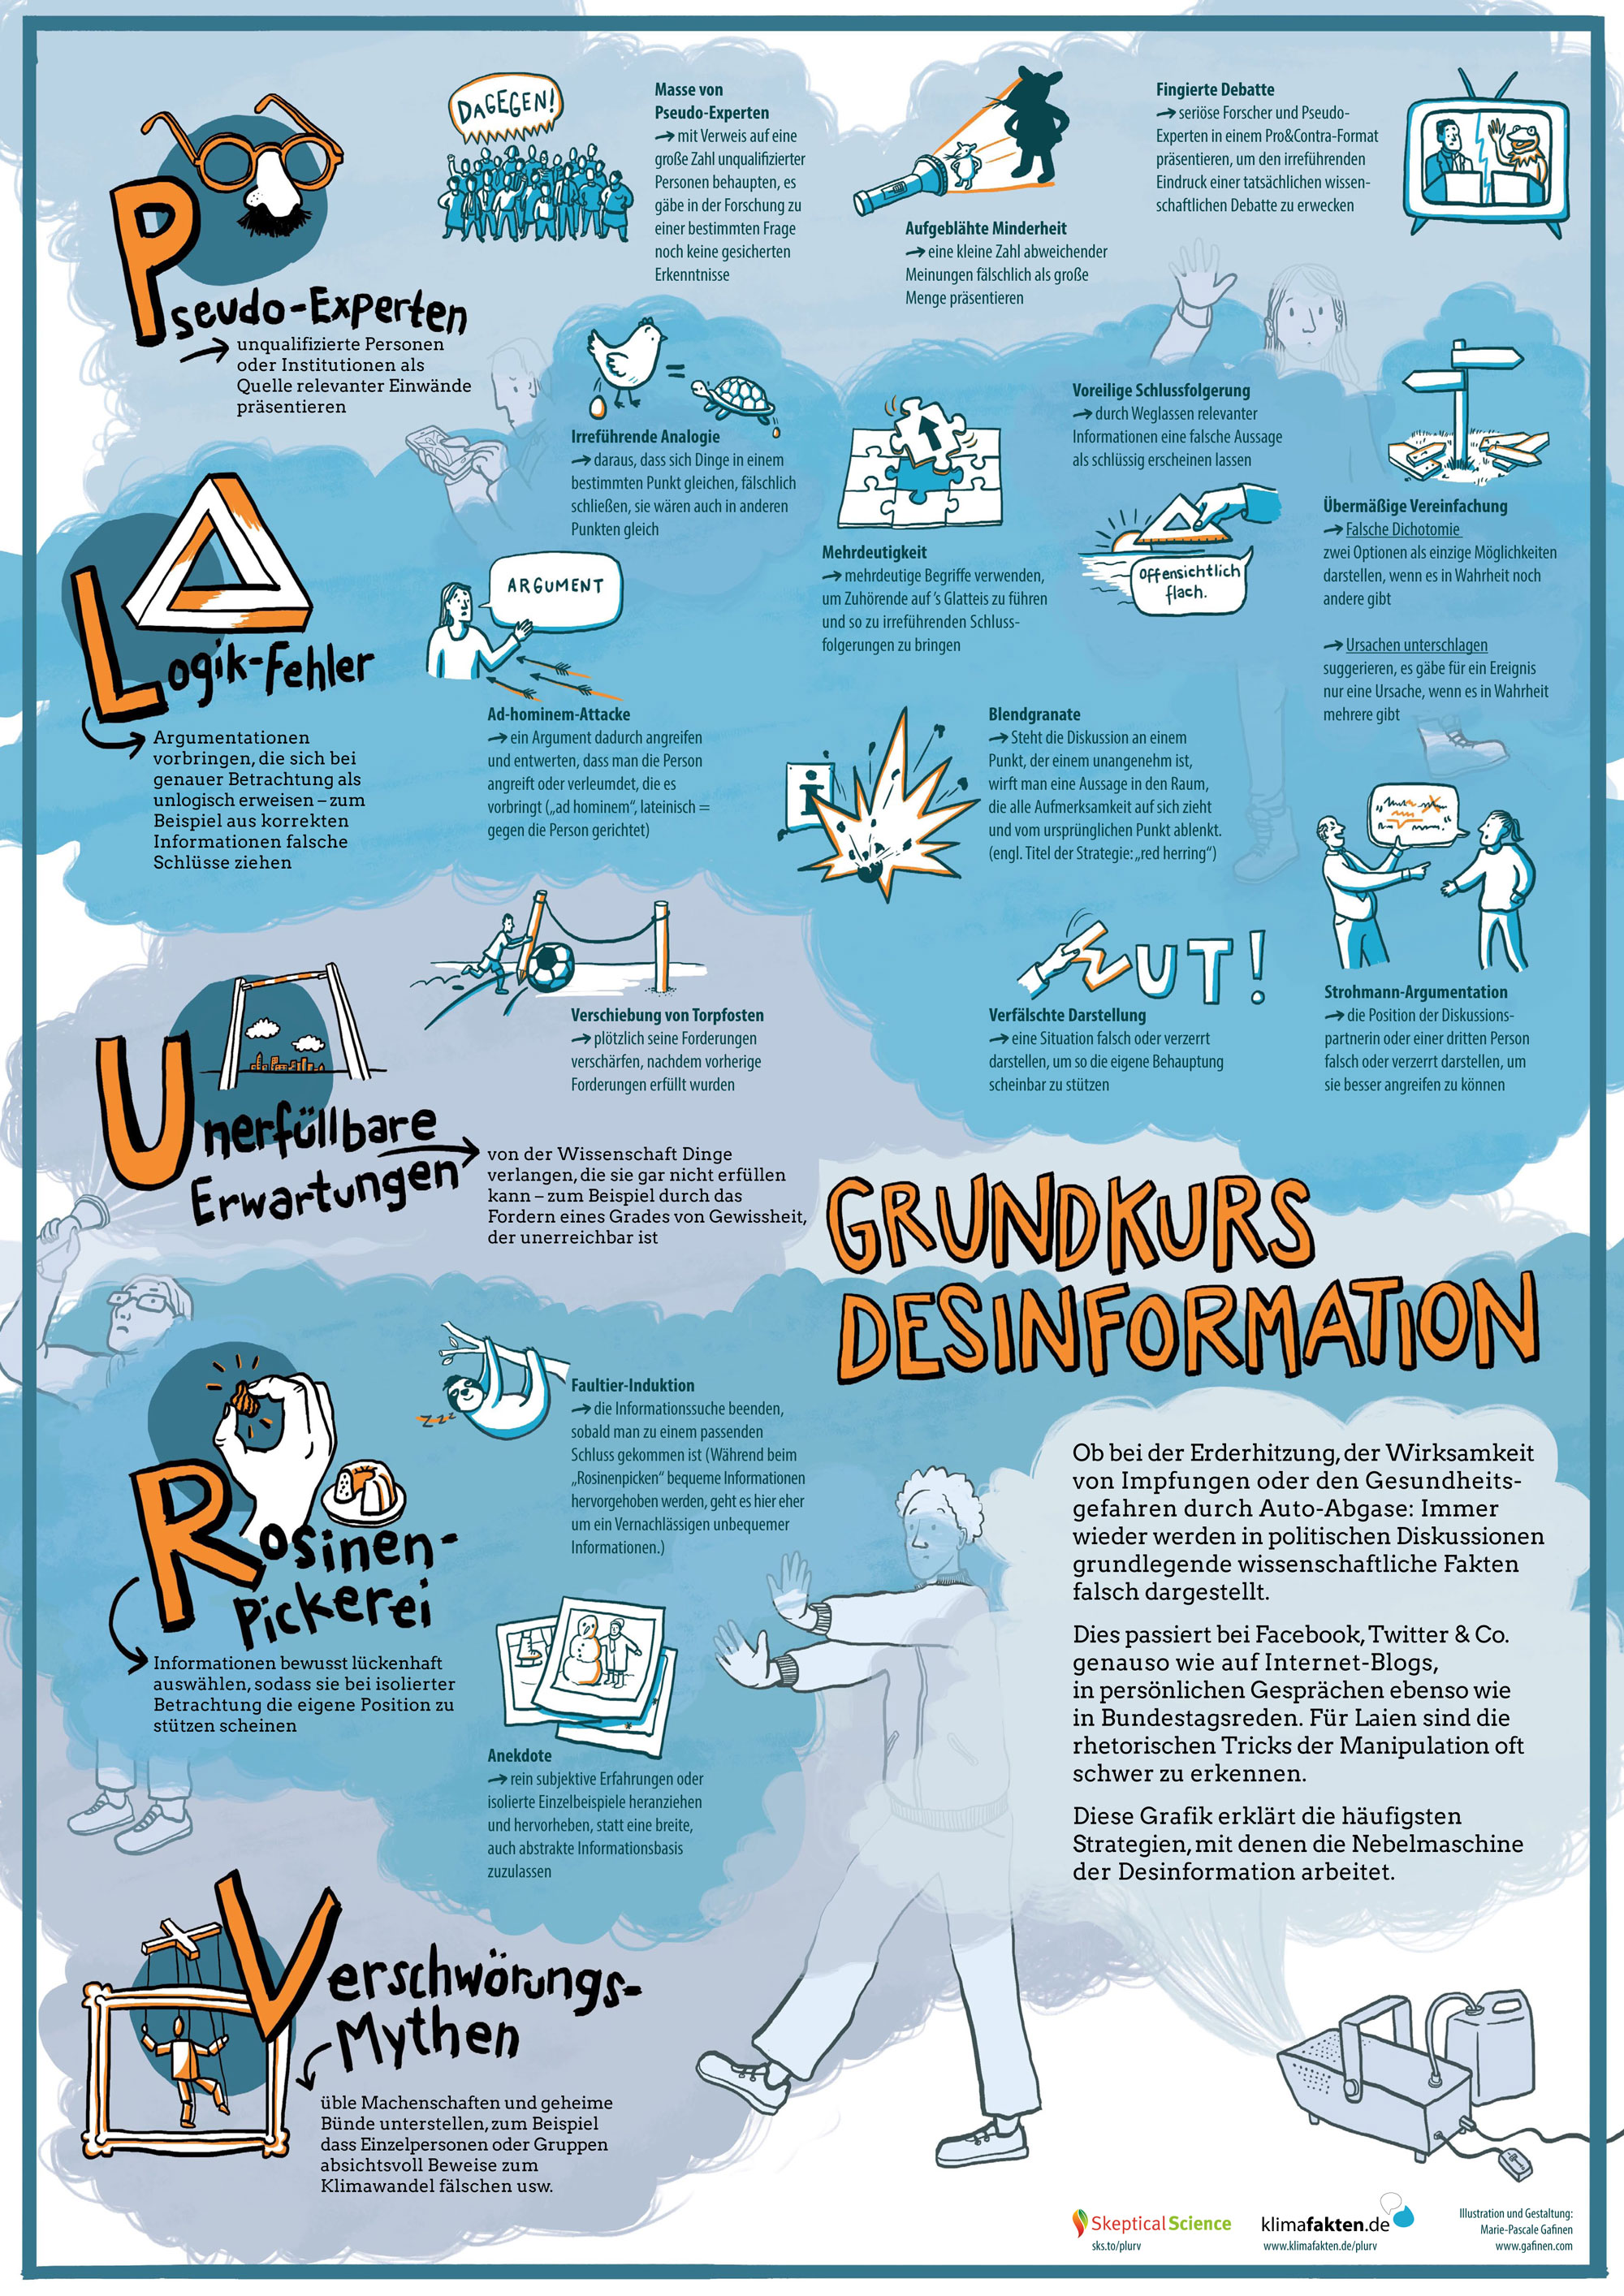 Pseudo-Experten
unqualifizierte Personen
oder Institutionen als
Quelle relevanter Einwände
präsentieren
DAGEGEN!
Masse von
Pseudo-Experten
→ mit Verweis auf eine
große Zahl unqualifizierter
Personen behaupten, es
gäbe in der Forschung zu
einer bestimmten Frage
noch keine gesicherten
Erkenntnisse
Aufgeblähte Minderheit
→ eine kleine Zahl abweichender
Meinungen fälschlich als große
Menge präsentieren
Fingierte Debatte
→ seriöse Forscher und Pseudo-
Experten in einem Pro&Contra-Format
präsentieren, um den irreführenden
Eindruck einer tatsächlichen wissen-
schaftlichen Debatte zu erwecken
Logik-Fehler
Argumentationen
vorbringen, die sich bei
genauer Betrachtung als
unlogisch erweisen – zum
Beispiel aus korrekten
Informationen falsche
Schlüsse ziehen
=
Irreführende Analogie
→ daraus, dass sich Dinge in einem
bestimmten Punkt gleichen, fälschlich
schließen, sie wären auch in anderen
Punkten gleich
ARGUMENT
Ad-hominem-Attacke
→ ein Argument dadurch angreifen
und entwerten, dass man die Person
angreift oder verleumdet, die es
vorbringt („ad hominem“, lateinisch =
gegen die Person gerichtet)
Mehrdeutigkeit
→ mehrdeutige Begriffe verwenden,
um Zuhörende auf ’s Glatteis zu führen
und so zu irreführenden Schluss-
folgerungen zu bringen
Voreilige Schlussfolgerung
→ durch Weglassen relevanter
Informationen eine falsche Aussage
als schlüssig erscheinen lassen
Offensichtlich
flach.
Übermäßige Vereinfachung
→ Falsche Dichotomie
zwei Optionen als einzige Möglichkeiten
darstellen, wenn es in Wahrheit noch
andere gibt
→ Ursachen unterschlagen
suggerieren, es gäbe für ein Ereignis
nur eine Ursache, wenn es in Wahrheit
mehrere gibt
i
Blendgranate
→ Steht die Diskussion an einem
Punkt, der einem unangenehm ist,
wirft man eine Aussage in den Raum,
die alle Aufmerksamkeit auf sich zieht
und vom ursprünglichen Punkt ablenkt.
(engl. Titel der Strategie: „red herring“)
UT!
Verfälschte Darstellung
→ eine Situation falsch oder verzerrt
darstellen, um so die eigene Behauptung
scheinbar zu stützen
Strohmann-Argumentation
→ die Position der Diskussions-
partnerin oder einer dritten Person
falsch oder verzerrt darstellen, um
sie besser angreifen zu können
Unerfüllbare
Erwartungen
von der Wissenschaft Dinge
verlangen, die sie gar nicht erfüllen
kann – zum Beispiel durch das
Fordern eines Grades von Gewissheit,
der unerreichbar ist
Verschiebung von Torpfosten
→ plötzlich seine Forderungen
verschärfen, nachdem vorherige
Forderungen erfüllt wurden
GRUNDKURS
DESINFORMATION
Rosinen-
Pickerei
Informationen bewusst lückenhaft
auswählen, sodass sie bei isolierter
Betrachtung die eigene Position zu
stützen scheinen
zzz
Faultier-Induktion
→ die Informationssuche beenden,
sobald man zu einem passenden
Schluss gekommen ist (Während beim
„Rosinenpicken“ bequeme Informationen
hervorgehoben werden, geht es hier eher
um ein Vernachlässigen unbequemer
Informationen.)
Anekdote
→ rein subjektive Erfahrungen oder
isolierte Einzelbeispiele heranziehen
und hervorheben, statt eine breite,
auch abstrakte Informationsbasis
zuzulassen
Ob bei der Erderhitzung, der Wirksamkeit
von Impfungen oder den Gesundheits-
gefahren durch Auto-Abgase: Immer
wieder werden in politischen Diskussionen
grundlegende wissenschaftliche Fakten
falsch dargestellt.
Dies passiert bei Facebook, Twitter & Co.
genauso wie auf Internet-Blogs,
in persönlichen Gesprächen ebenso wie
in Bundestagsreden. Für Laien sind die
rhetorischen Tricks der Manipulation oft
schwer zu erkennen.
Diese Grafik erklärt die häufigsten
Strategien, mit denen die Nebelmaschine
der Desinformation arbeitet.
Verschwörungs-
Mythen
üble Machenschaften und geheime
Bünde unterstellen, zum Beispiel
dass Einzelpersonen oder Gruppen
absichtsvoll Beweise zum
Klimawandel fälschen usw.
Skeptical Science
sks.to/plurv
klimafakten.de
www.klimafakten.de/plurv
Illustration und Gestaltung:
Marie-Pascale Gafinen
www.gafinen.com